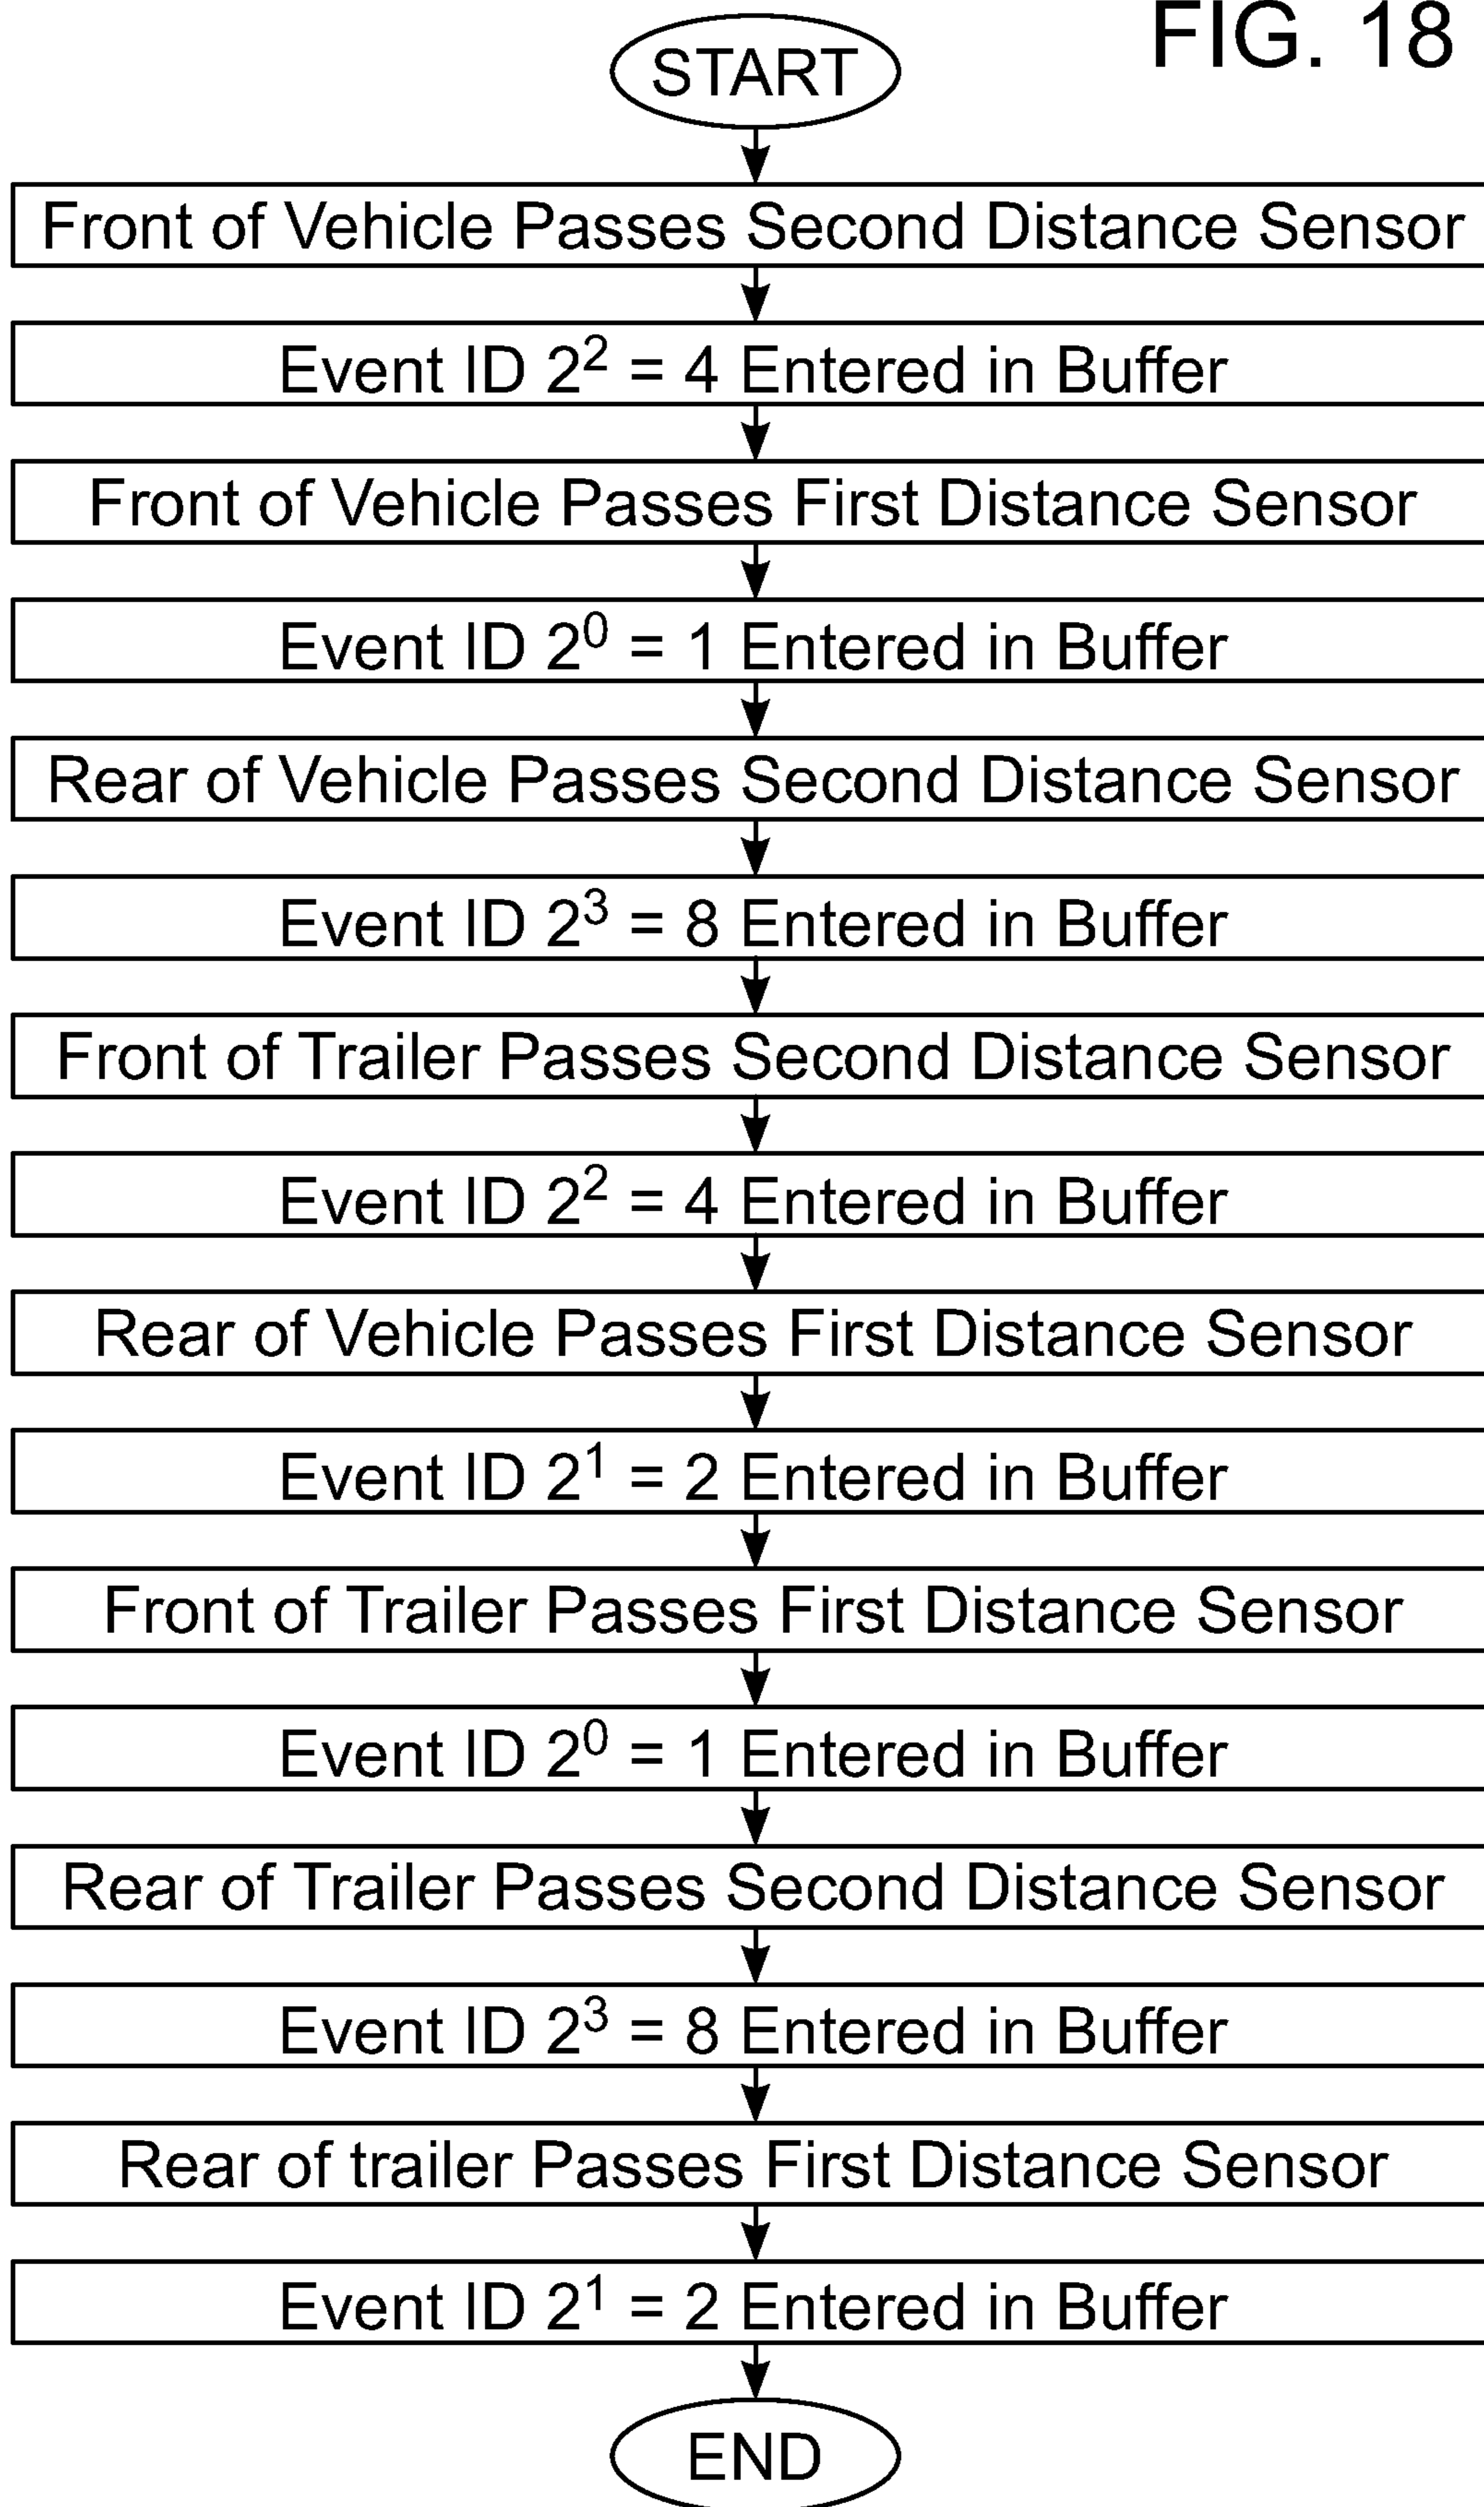 FIG. 18
START
Front of Vehicle Passes Second Distance Sensor
Event ID 2² = 4 Entered in Buffer
Front of Vehicle Passes First Distance Sensor
Event ID 2⁰ = 1 Entered in Buffer
Rear of Vehicle Passes Second Distance Sensor
Event ID 2³ = 8 Entered in Buffer
Front of Trailer Passes Second Distance Sensor
Event ID 2² = 4 Entered in Buffer
Rear of Vehicle Passes First Distance Sensor
Event ID 2¹ = 2 Entered in Buffer
Front of Trailer Passes First Distance Sensor
Event ID 2⁰ = 1 Entered in Buffer
Rear of Trailer Passes Second Distance Sensor
Event ID 2³ = 8 Entered in Buffer
Rear of trailer Passes First Distance Sensor
Event ID 2¹ = 2 Entered in Buffer
END